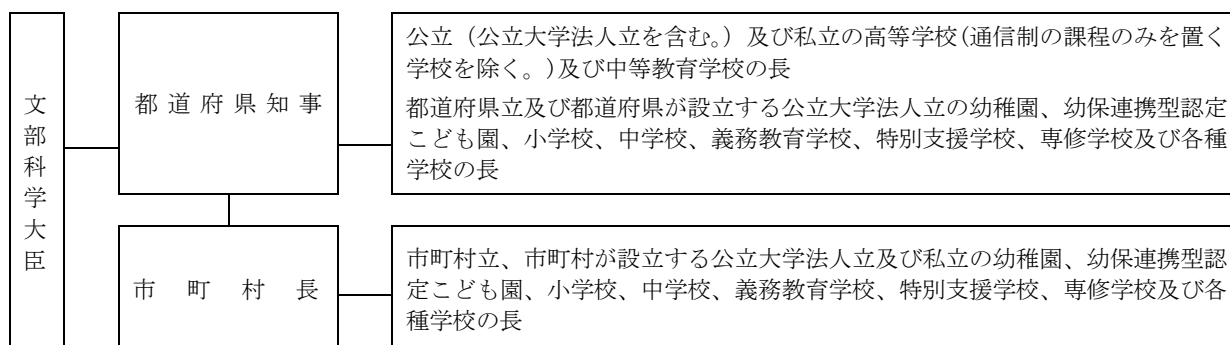 文部科学大臣
都道府県知事
公立（公立大学法人立を含む。）及び私立の高等学校(通信制の課程のみを置く
学校を除く。)及び中等教育学校の長
都道府県立及び都道府県が設立する公立大学法人立の幼稚園、幼保連携型認定
こども園、小学校、中学校、義務教育学校、特別支援学校、専修学校及び各種
学校の長
市町村長
市町村立、市町村が設立する公立大学法人立及び私立の幼稚園、幼保連携型認
定こども園、小学校、中学校、義務教育学校、特別支援学校、専修学校及び各
種学校の長